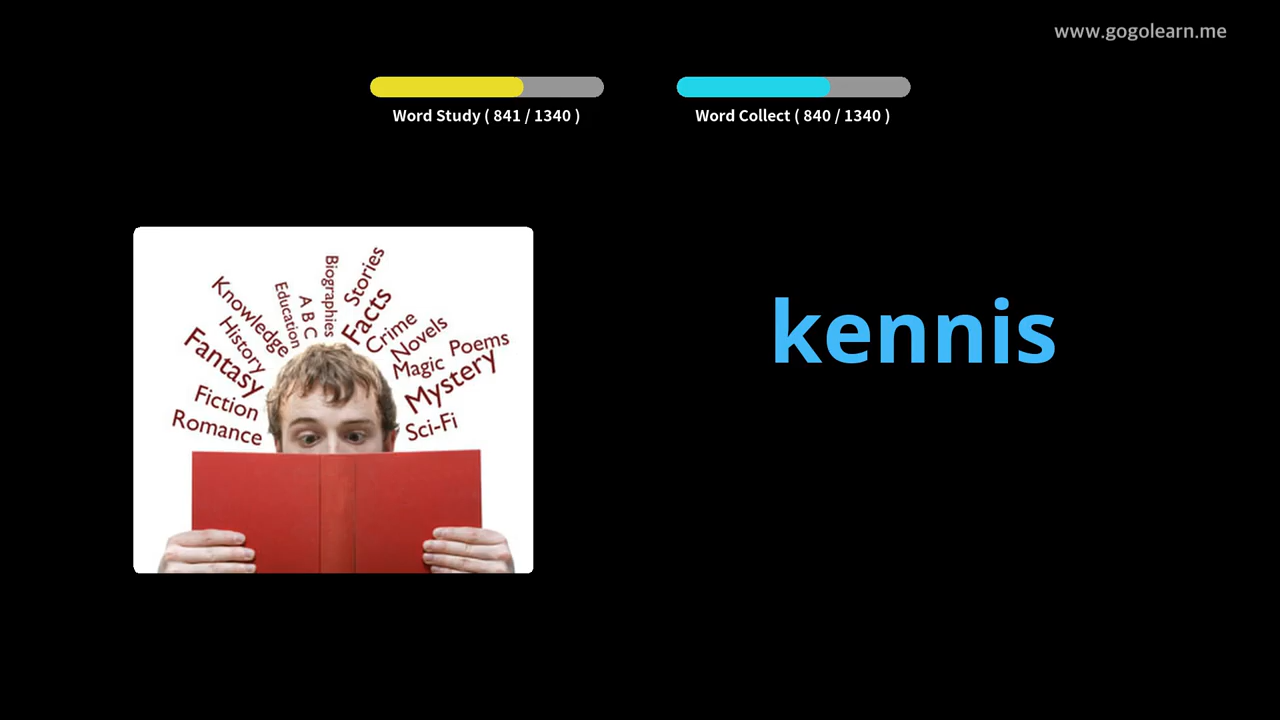 www.gogolearn.me
Word Study ( 841 / 1340 )
Word Collect ( 840 / 1340 )
kennis
Knowledge
History
Fantasy
Fiction
Romance
Education
A B C
Biographies
Stories
Facts
Crime
Novels
Magic
Poems
Mystery
Sci-Fi